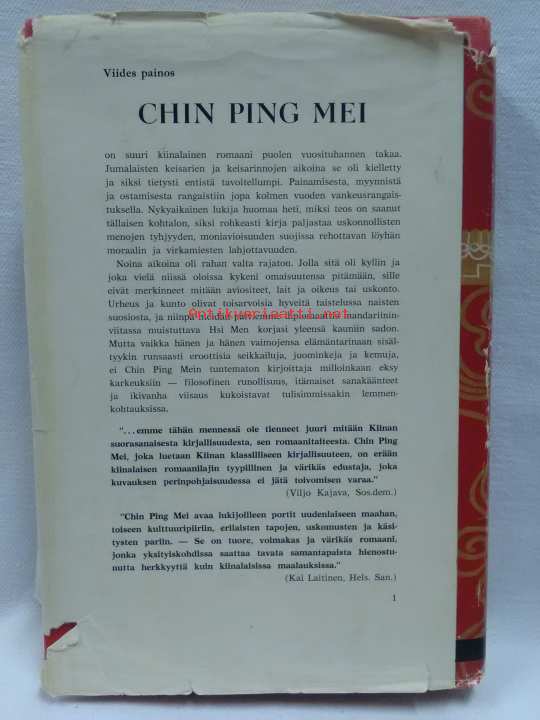 Viides painos
CHIN PING MEI
on suuri kiinalainen romaani puolen vuosituhannen takaa.
Jumalaisten keisarien ja keisarinnojen aikoina se oli kielletty
ja siksi tietysti entistä tavoitellumpi. Painamisesta, myynnistä
ja ostamisesta rangaistiin jopa kolmen vuoden vankeusrangais-
tuksella. Nykyaikainen lukija huomaa heti, miksi teos on saanut
tällaisen kohtalon, siksi rohkeasti kirja paljastaa uskonnollisten
menojen tyhjyyden, moniavioisuuden suojissa rehottavan löyhän
moraalin ja virkamiesten lahjottavuuden.
Noina aikoina oli rahan valta rajaton. Jolla sitä oli kyllin ja
joka vielä niissä oloissa kykeni omaisuutensa pitämään, sille
eivät merkinneet mitään aviositeet, lait ja oikeus tai uskonto.
Urheus ja kunto olivat toisarvoisia hyveitä taistelussa naisten
suosiosta, ja niinpä meidän päiviemme diplomaattia mandariinin-
viitassa muistuttava Hsi Men korjasi yleensä kauniin sadon.
Mutta vaikka hänen ja hänen vaimojensa elämäntarinaan sisäl-
tyykin runsaasti eroottisia seikkailuja, juominkeja ja kemuja,
ei Chin Ping Mein tuntematon kirjoittaja milloinkaan eksy
karkeuksiin — filosofinen runollisuus, itämaiset sanakäänteet
ja ikivanha viisaus kukoistavat tulisimmissakin lemmen-
kohtauksissa.
antikvariaatti.com
"...emme tähän mennessä ole tienneet juuri mitään Kiinan
suorasanaisesta kirjallisuudesta, sen romaanitaiteesta. Chin Ping
Mei, joka luetaan Kiinan klassilliseen kirjallisuuteen, on erään
kiinalaisen romaanilajin tyypillinen ja värikäs edustaja, joka
kuvauksen perinpohjaisuudessa ei jätä toivomisen varaa."
(Viljo Kajava, Sos.dem.)
"Chin Ping Mei avaa lukijoilleen portit uudenlaiseen maahan,
toiseen kulttuuripiiriin, erilaisten tapojen, uskomusten ja käsi-
tysten pariin. — Se on tuore, voimakas ja värikäs romaani,
jonka yksityiskohdissa saattaa tavata samantapaista hienostu-
nutta herkkyyttä kuin kiinalaisissa maalauksissa."
(Kai Laitinen, Hels. San.)
1